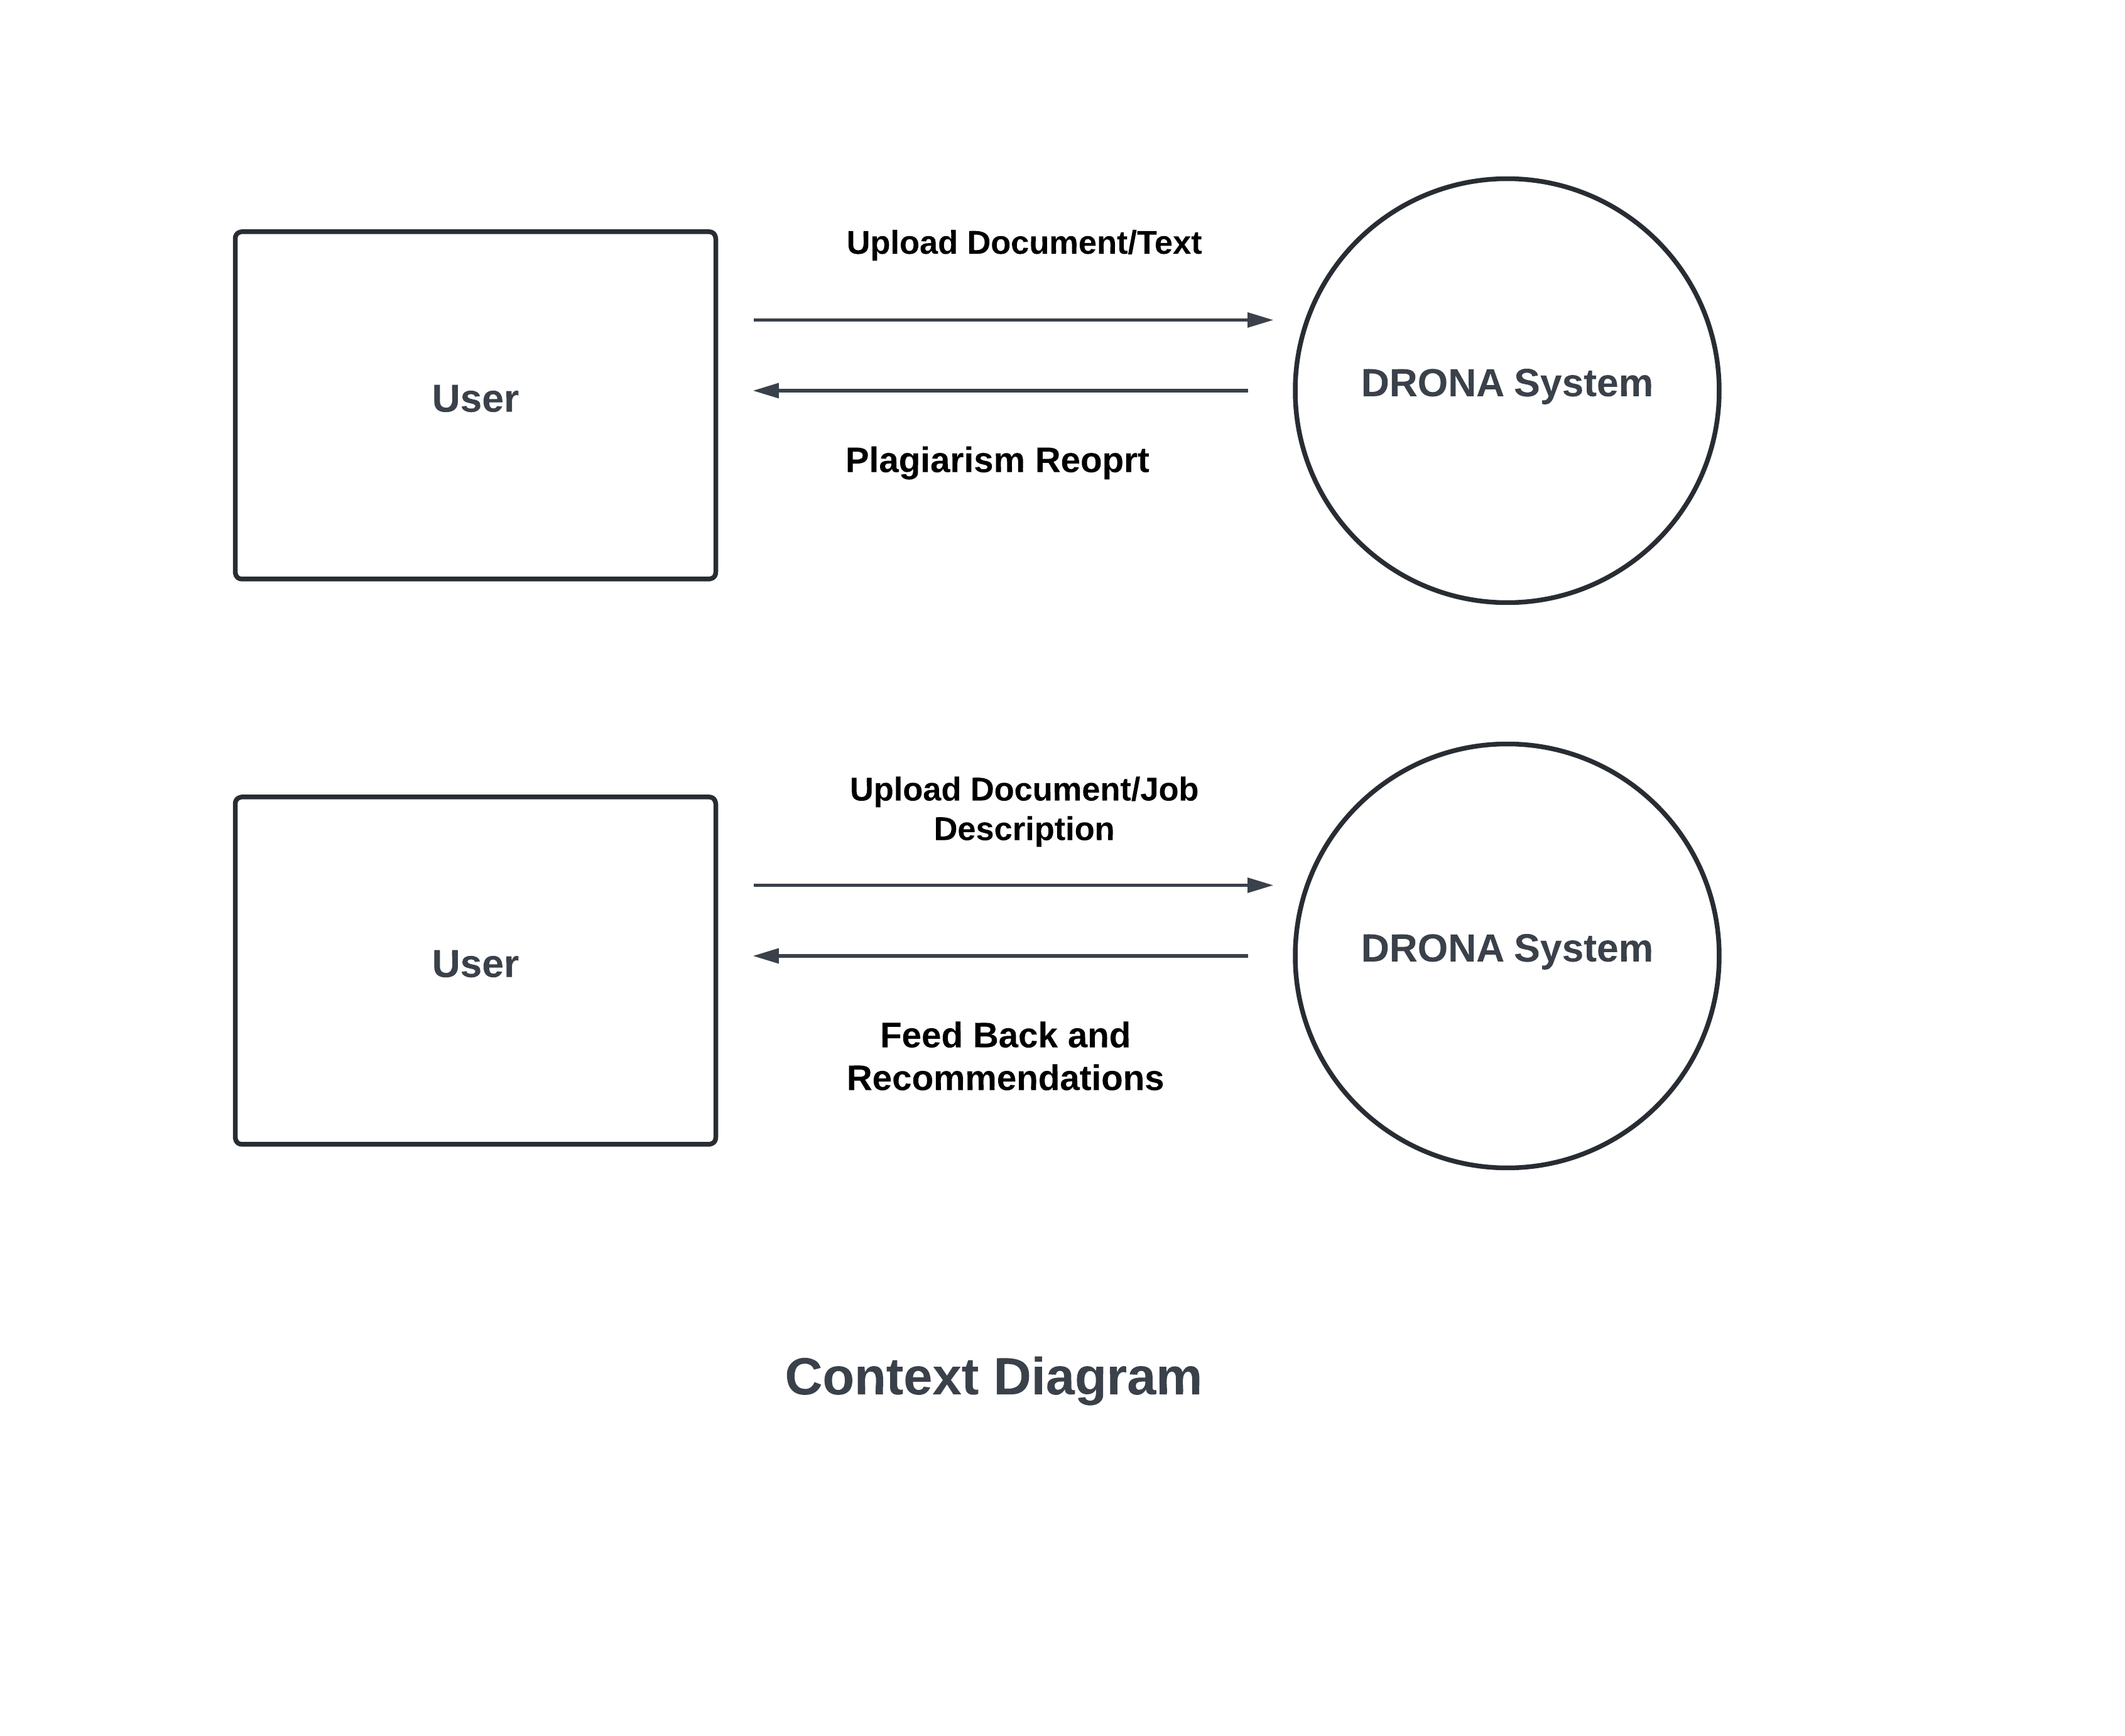 Upload Document/Text
User
DRONA System
Plagiarism Reoprt
Upload Document/Job
Description
User
DRONA System
Feed Back and
Recommendations
Context Diagram